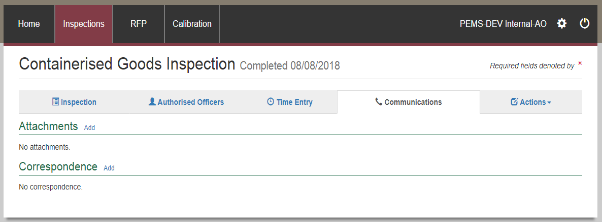 Home Inspections RFP Calibration PEMS DEV Internal AO
Containerised Goods Inspection Completed 08/08/2018 Required fields denoted by *
Inspection Authorised Officers Time Entry Communications Actions
Attachments Add
No attachments.
Correspondence Add
No correspondence.